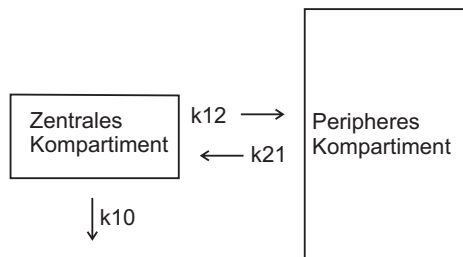 Zentrales
Kompartiment
k12
k21
Peripheres
Kompartiment
k10